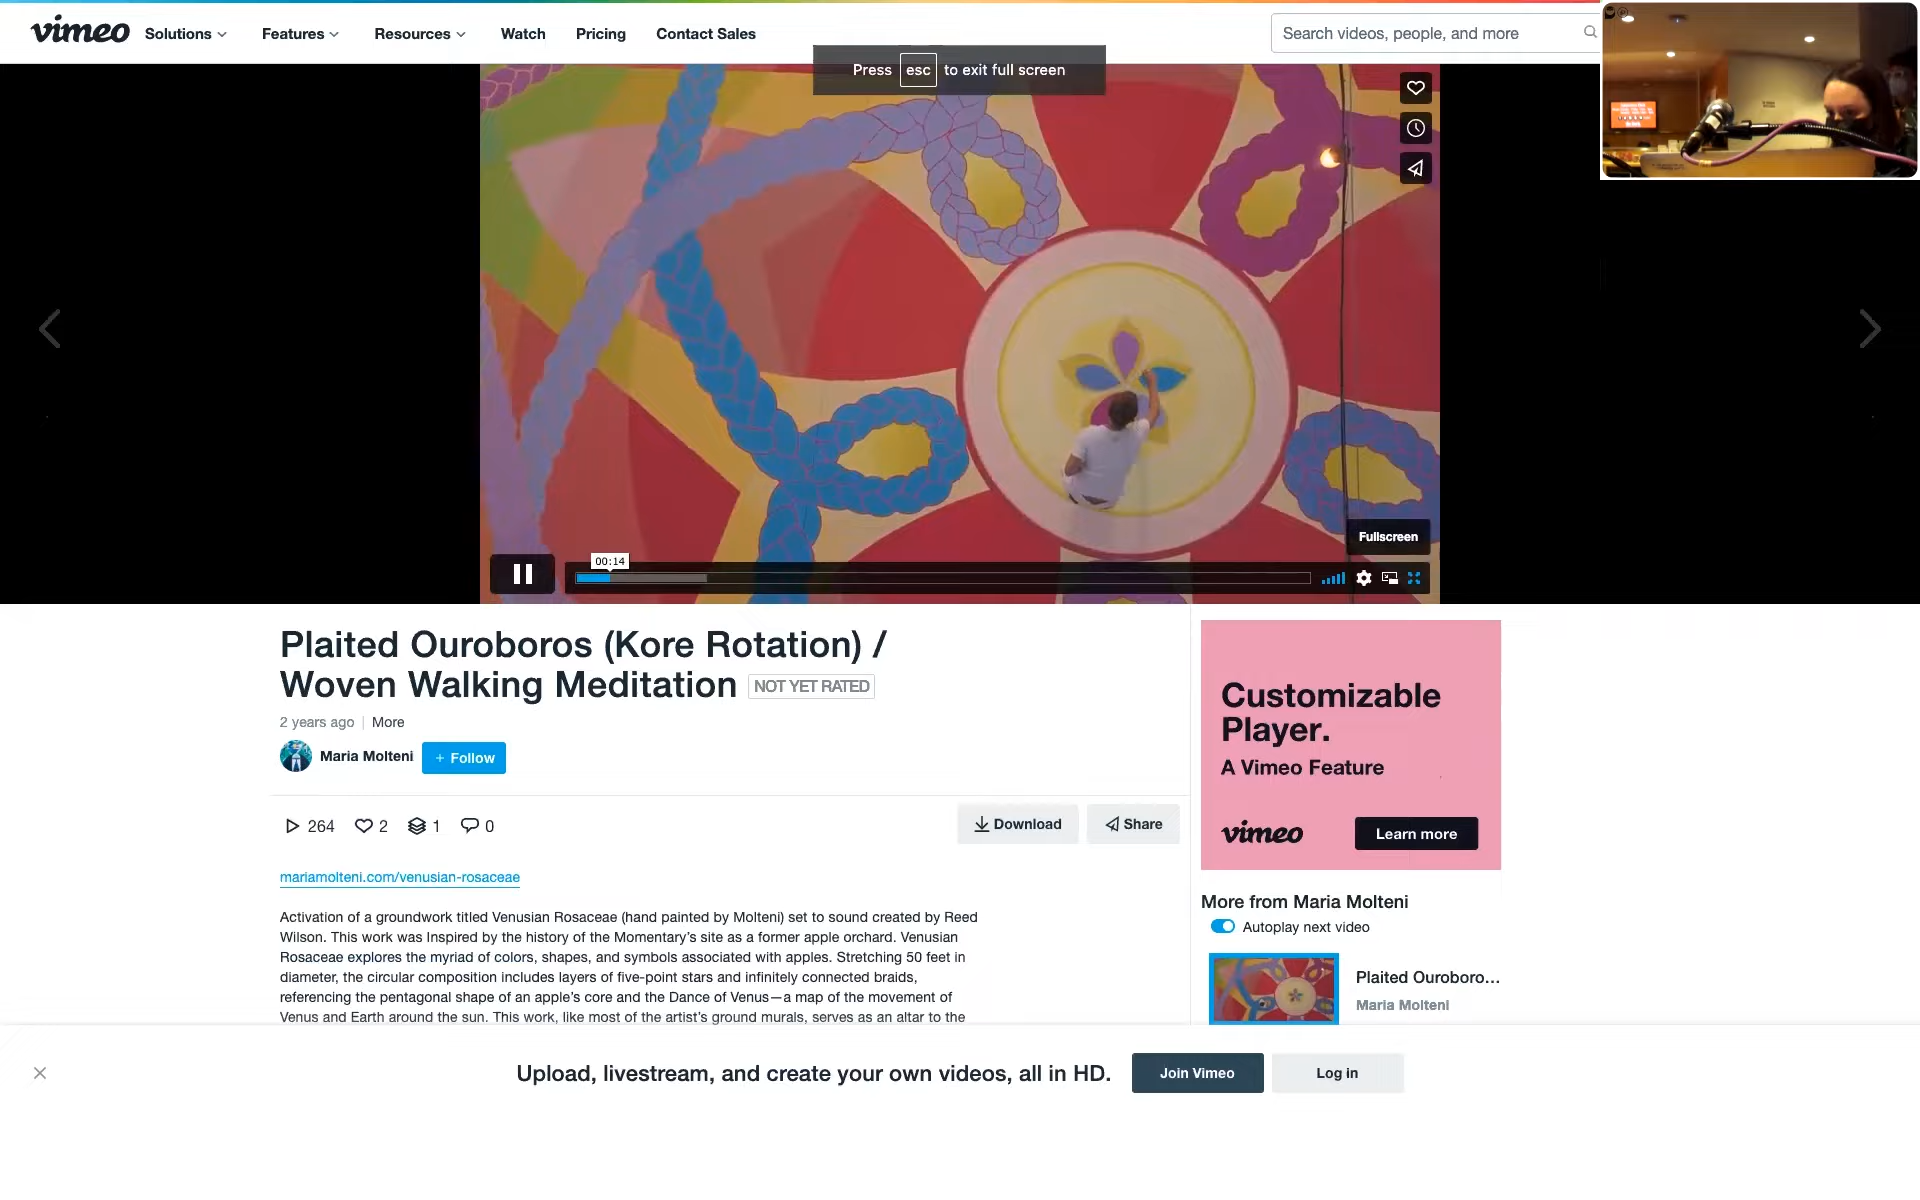 vimeo
Solutions
Features
Resources
Watch
Pricing
Contact Sales
Search videos, people, and more
Press esc to exit full screen
Fullscreen
00:14
Plaited Ouroboros (Kore Rotation) /
Woven Walking Meditation NOT YET RATED
2 years ago | More
Maria Molteni
+ Follow
264
2
1
0
Download
Share
mariamolteni.com/venusian-rosaceae
Activation of a groundwork titled Venusian Rosaceae (hand painted by Molteni) set to sound created by Reed
Wilson. This work was Inspired by the history of the Momentary’s site as a former apple orchard. Venusian
Rosaceae explores the myriad of colors, shapes, and symbols associated with apples. Stretching 50 feet in
diameter, the circular composition includes layers of five-point stars and infinitely connected braids,
referencing the pentagonal shape of an apple’s core and the Dance of Venus—a map of the movement of
Venus and Earth around the sun. This work, like most of the artist’s ground murals, serves as an altar to the
Customizable
Player.
A Vimeo Feature
vimeo
Learn more
More from Maria Molteni
Autoplay next video
Plaited Ouroboro...
Maria Molteni
Upload, livestream, and create your own videos, all in HD.
Join Vimeo
Log in